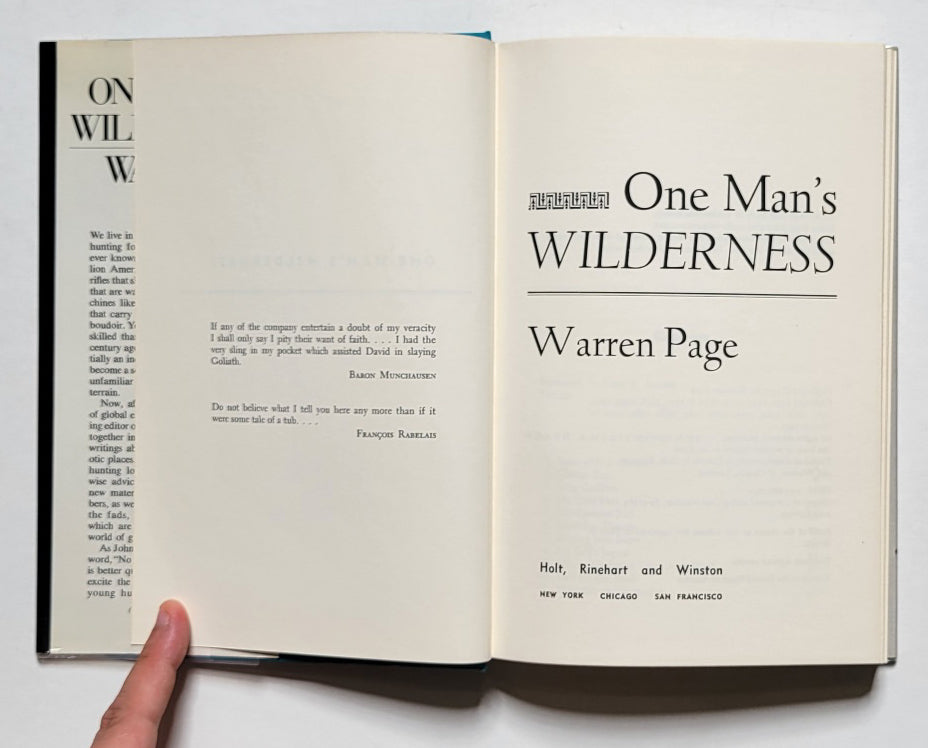 ON
WIL
WA
We live in
hunting fo
ever known
lion Amer
rifles that s
that are wa
chines like
that carry
boudoir. Y
skilled tha
century ag
tially an in
become a s
unfamiliar
terrain.
Now, af
of global e
ing editor o
together in
writings ab
otic places
hunting lo
wise advic
new mater
bers, as we
the fads,
which are
world of g
As John
word, "No
is better q
excite the
young hu
If any of the company entertain a doubt of my veracity
I shall only say I pity their want of faith. . . . I had the
very sling in my pocket which assisted David in slaying
Goliath.
Baron Munchausen
Do not believe what I tell you here any more than if it
were some tale of a tub. . . .
François Rabelais
One Man's
WILDERNESS
Warren Page
Holt, Rinehart and Winston
NEW YORK CHICAGO SAN FRANCISCO